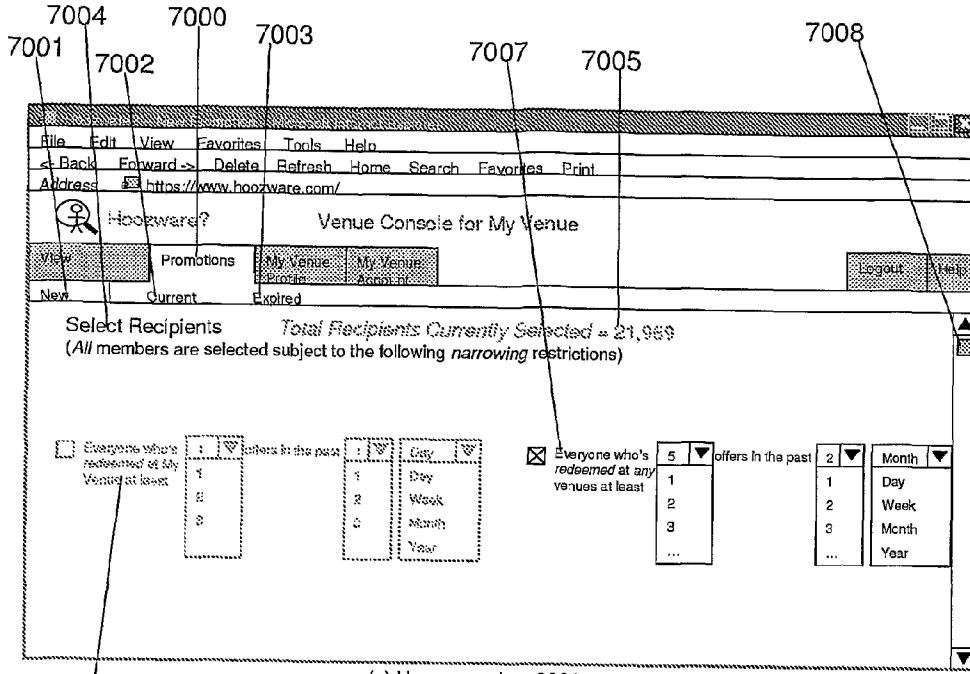 7004 7000 7003 7008
7001 7002 7007 7005
File Edit View Favorites Tools Help
<- Back Forward -> Delete Refresh Home Search Favorites Print
Address https://www.hoozware.com/
Hoozware? Venue Console for My Venue
View Promotions My Venue Profile My Venue Logout Help
New Current Expired
Select Recipients Total Recipients Currently Selected = 21,969
(All members are selected subject to the following narrowing restrictions)
Everyone who's redeemed at My Venue at least 1 offers in the past 1 Day
1 1 Day
2 2 Week
3 3 Month
Year
Everyone who's redeemed at any venues at least 5 offers in the past 2 Month
1 1 Day
2 2 Week
3 3 Month
... ... Year